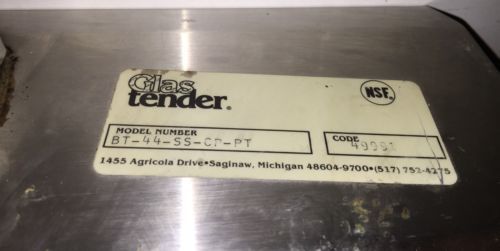 Glas
tender®
NSF.
MODEL NUMBER
BT-44-SS-CP-PT
CODE
1455 Agricola Drive•Saginaw, Michigan 48604-9700•(517) 752-4275